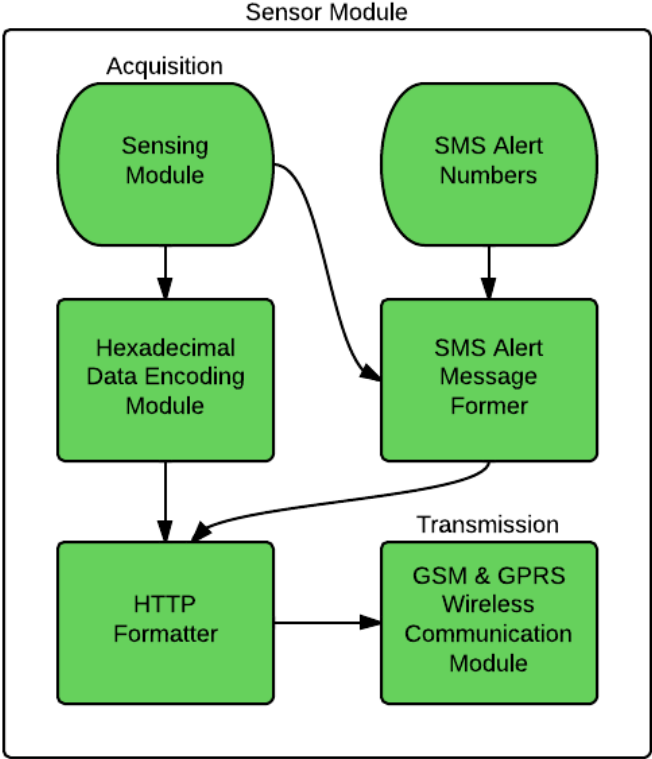 Sensor Module
Acquisition
Sensing
Module
SMS Alert
Numbers
Hexadecimal
Data Encoding
Module
SMS Alert
Message
Former
HTTP
Formatter
Transmission
GSM & GPRS
Wireless
Communication
Module